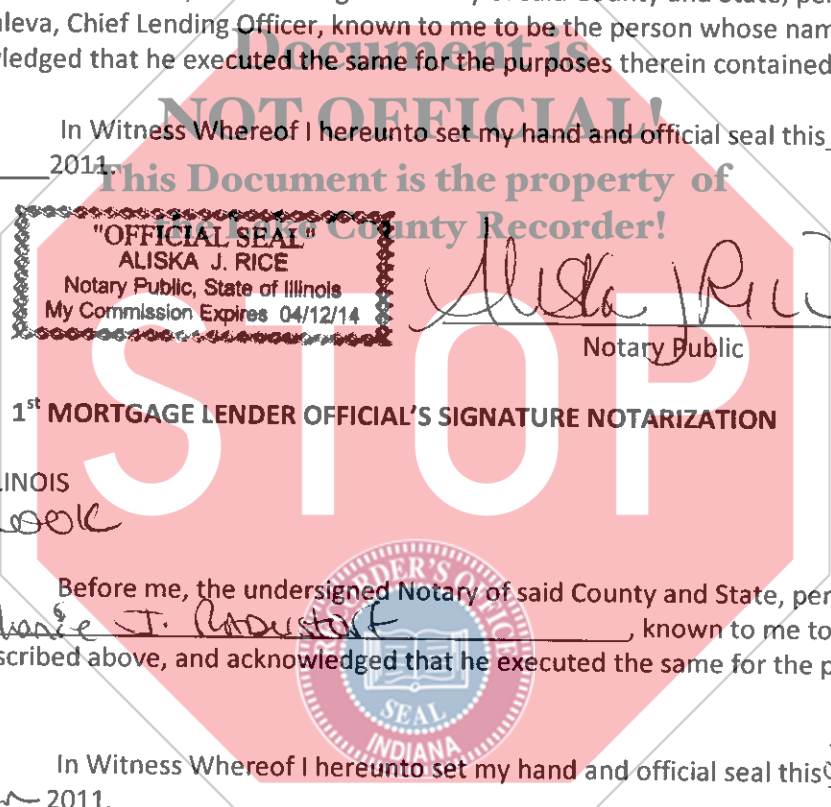 uleva, Chief Lending Officer, known to me to be the person whose nam
ledged that he executed the same for the purposes therein contained
Document is
NOT OFFICIAL!
In Witness Whereof I hereunto set my hand and official seal this
2011.
This Document is the property of
the Lake County Recorder!
"OFFICIAL SEAL"
ALISKA J. RICE
Notary Public, State of Illinois
My Commission Expires 04/12/14
Aliska J Rice
Notary Public
STOP
1st MORTGAGE LENDER OFFICIAL'S SIGNATURE NOTARIZATION
LINOIS
Cook
RECORDER'S OFFICE
Before me, the undersigned Notary of said County and State, per
J.
, known to me to
scribed above, and acknowledged that he executed the same for the p
SEAL
INDIANA
In Witness Whereof I hereunto set my hand and official seal this
2011.